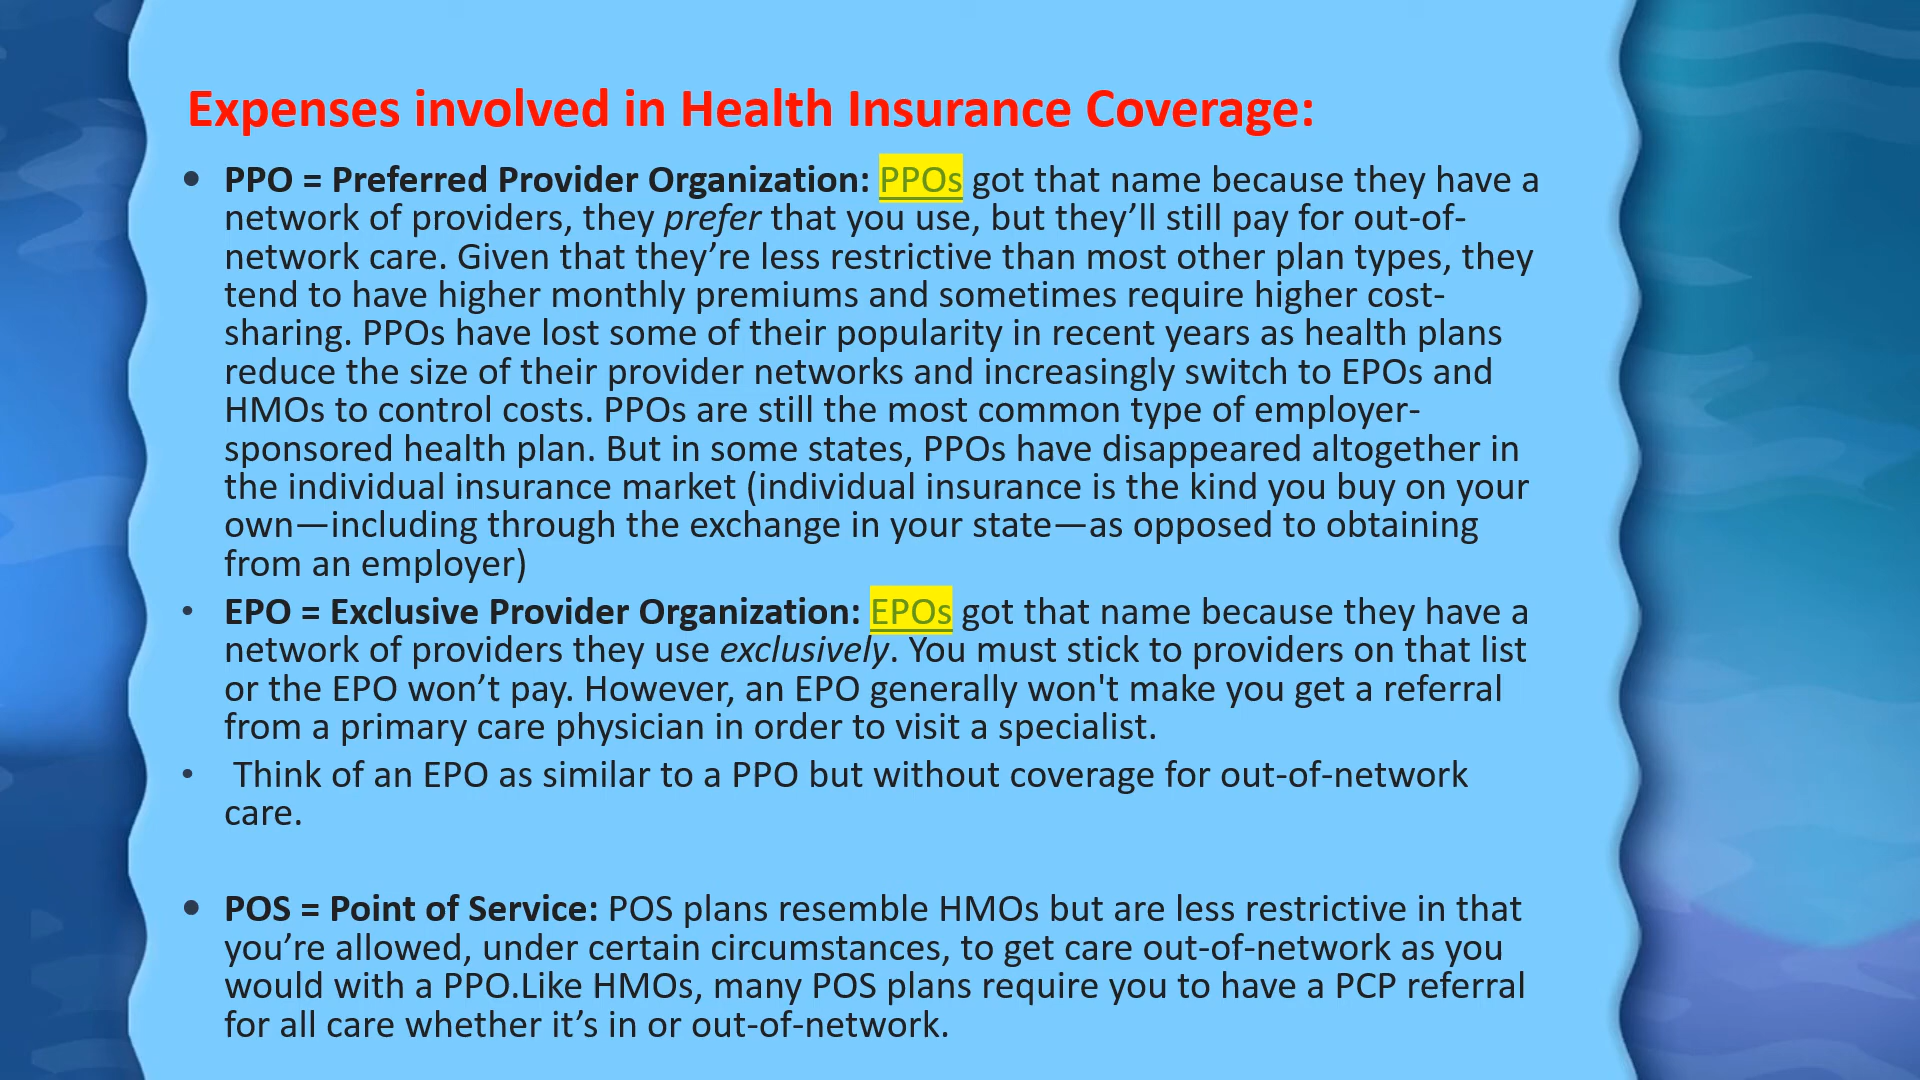 Expenses involved in Health Insurance Coverage:
• PPO = Preferred Provider Organization: PPOs got that name because they have a
network of providers, they prefer that you use, but they’ll still pay for out-of-
network care. Given that they’re less restrictive than most other plan types, they
tend to have higher monthly premiums and sometimes require higher cost-
sharing. PPOs have lost some of their popularity in recent years as health plans
reduce the size of their provider networks and increasingly switch to EPOs and
HMOs to control costs. PPOs are still the most common type of employer-
sponsored health plan. But in some states, PPOs have disappeared altogether in
the individual insurance market (individual insurance is the kind you buy on your
own—including through the exchange in your state—as opposed to obtaining
from an employer)
• EPO = Exclusive Provider Organization: EPOs got that name because they have a
network of providers they use exclusively. You must stick to providers on that list
or the EPO won’t pay. However, an EPO generally won't make you get a referral
from a primary care physician in order to visit a specialist.
• Think of an EPO as similar to a PPO but without coverage for out-of-network
care.
• POS = Point of Service: POS plans resemble HMOs but are less restrictive in that
you’re allowed, under certain circumstances, to get care out-of-network as you
would with a PPO.Like HMOs, many POS plans require you to have a PCP referral
for all care whether it’s in or out-of-network.